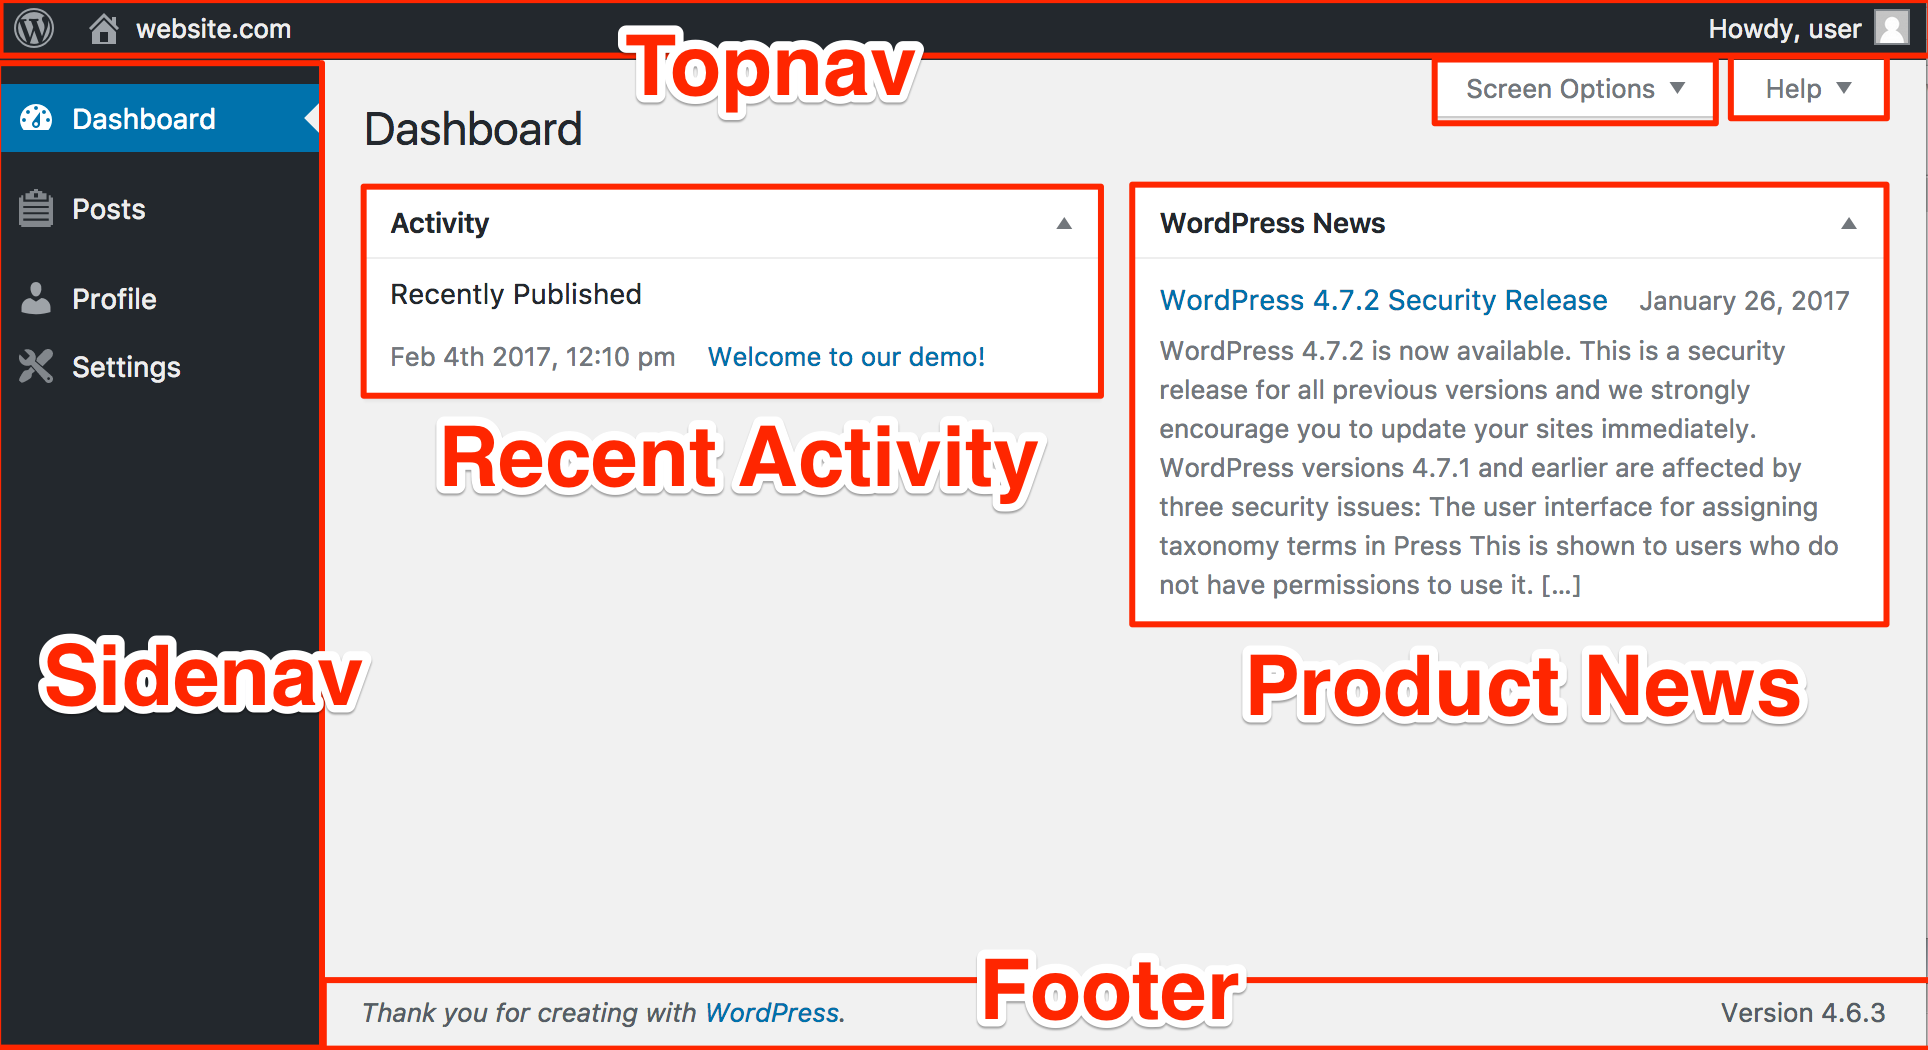 website.com
Howdy, user
Topnav
Screen Options
Help
Dashboard
Posts
Profile
Settings
Sidenav
Dashboard
Activity
Recently Published
Feb 4th 2017, 12:10 pm Welcome to our demo!
Recent Activity
WordPress News
WordPress 4.7.2 Security Release January 26, 2017
WordPress 4.7.2 is now available. This is a security
release for all previous versions and we strongly
encourage you to update your sites immediately.
WordPress versions 4.7.1 and earlier are affected by
three security issues: The user interface for assigning
taxonomy terms in Press This is shown to users who do
not have permissions to use it. […]
Product News
Footer
Thank you for creating with WordPress.
Version 4.6.3